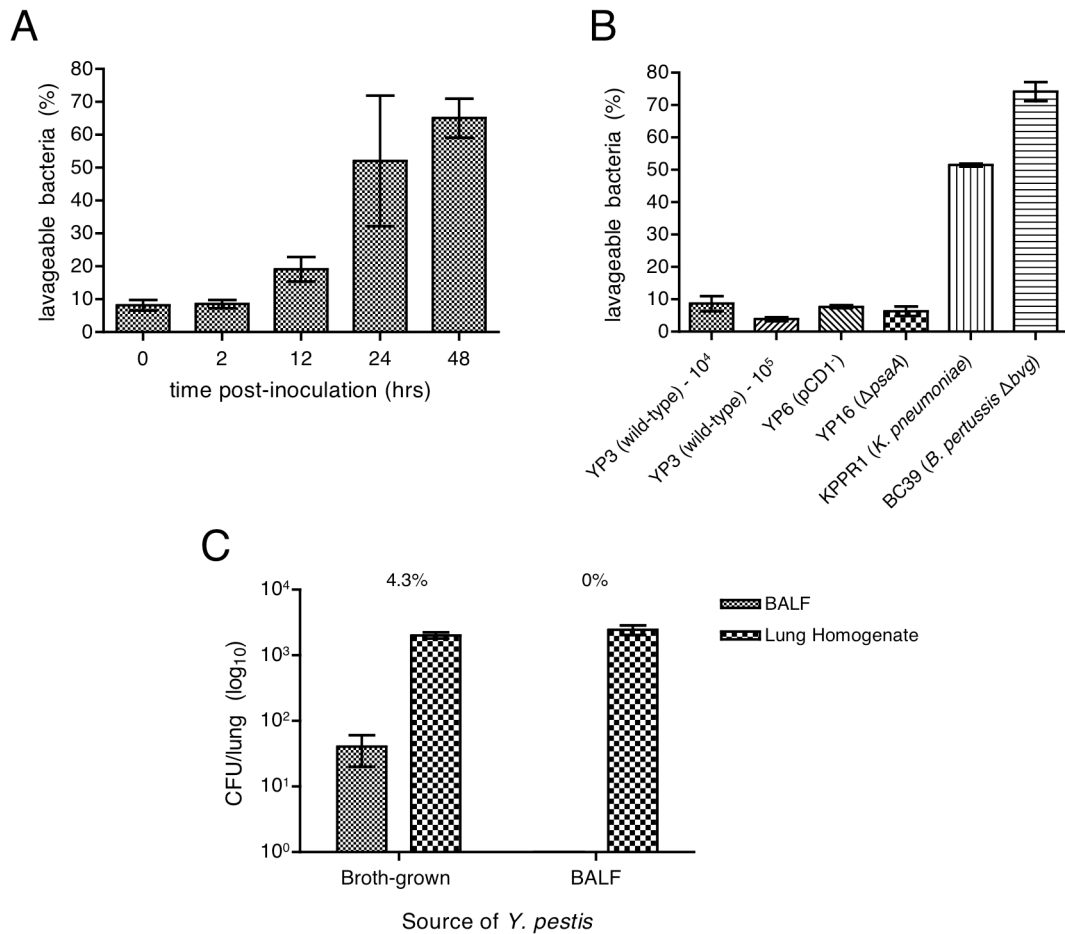 A
lavageable bacteria (%)
80
70
60
50
40
30
20
10
0
0 2 12 24 48
time post-inoculation (hrs)
B
lavageable bacteria (%)
80
70
60
50
40
30
20
10
0
YP3 (wild-type) - 10⁴
YP3 (wild-type) - 10⁵
YP6 (pCD1⁻)
YP16 (ΔpsaA)
KPPR1 (K. pneumoniae)
BC39 (B. pertussis Δbvg)
C
4.3% 0%
CFU/lung (log₁₀)
10⁴
10³
10²
10¹
10⁰
Broth-grown BALF
Source of Y. pestis
BALF
Lung Homogenate